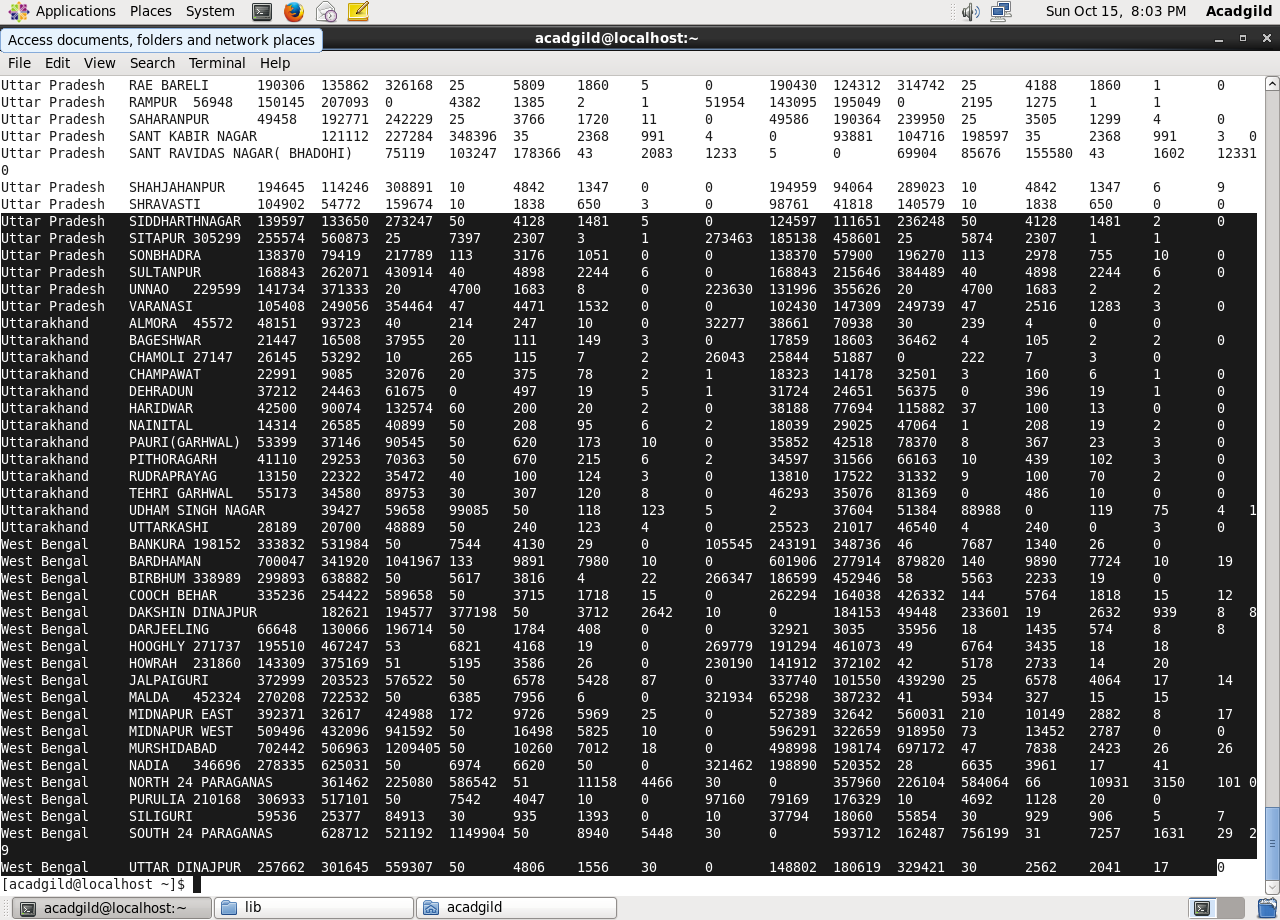 Applications Places System Sun Oct 15, 8:03 PM Acadgild
Access documents, folders and network places acadgild@localhost:~
File Edit View Search Terminal Help
Uttar Pradesh RAE BARELI 190306 135862 326168 25 5809 1860 5 0 190430 124312 314742 25 4188 1860 1 0
Uttar Pradesh RAMPUR 56948 150145 207093 0 4382 1385 2 1 51954 143095 195049 0 2195 1275 1 1
Uttar Pradesh SAHARANPUR 49458 192771 242229 25 3766 1720 11 0 49586 190364 239950 25 3505 1299 4 0
Uttar Pradesh SANT KABIR NAGAR 121112 227284 348396 35 2368 991 4 0 93881 104716 198597 35 2368 991 3 0
Uttar Pradesh SANT RAVIDAS NAGAR( BHADOHI) 75119 103247 178366 43 2083 1233 5 0 69904 85676 155580 43 1602 12331
0
Uttar Pradesh SHAHJAHANPUR 194645 114246 308891 10 4842 1347 0 0 194959 94064 289023 10 4842 1347 6 9
Uttar Pradesh SHRAVASTI 104902 54772 159674 10 1838 650 3 0 98761 41818 140579 10 1838 650 0 0
Uttar Pradesh SIDDHARTHNAGAR 139597 133650 273247 50 4128 1481 5 0 124597 111651 236248 50 4128 1481 2 0
Uttar Pradesh SITAPUR 305299 255574 560873 25 7397 2307 3 1 273463 185138 458601 25 5874 2307 1 1
Uttar Pradesh SONBHADRA 138370 79419 217789 113 3176 1051 0 0 138370 57900 196270 113 2978 755 10 0
Uttar Pradesh SULTANPUR 168843 262071 430914 40 4898 2244 6 0 168843 215646 384489 40 4898 2244 6 0
Uttar Pradesh UNNAO 229599 141734 371333 20 4700 1683 8 0 223630 131996 355626 20 4700 1683 2 2
Uttar Pradesh VARANASI 105408 249056 354464 47 4471 1532 0 0 102430 147309 249739 47 2516 1283 3 0
Uttarakhand ALMORA 45572 48151 93723 40 214 247 10 0 32277 38661 70938 30 239 4 0 0
Uttarakhand BAGESHWAR 21447 16508 37955 20 111 149 3 0 17859 18603 36462 4 105 2 2 0
Uttarakhand CHAMOLI 27147 26145 53292 10 265 115 7 2 26043 25844 51887 0 222 7 3 0
Uttarakhand CHAMPAWAT 22991 9085 32076 20 375 78 2 1 18323 14178 32501 3 160 6 1 0
Uttarakhand DEHRADUN 37212 24463 61675 0 497 19 5 1 31724 24651 56375 0 396 19 1 0
Uttarakhand HARIDWAR 42500 90074 132574 60 200 20 2 0 38188 77694 115882 37 100 13 0 0
Uttarakhand NAINITAL 14314 26585 40899 50 208 95 6 2 18039 29025 47064 1 208 19 2 0
Uttarakhand PAURI(GARHWAL) 53399 37146 90545 50 620 173 10 0 35852 42518 78370 8 367 23 3 0
Uttarakhand PITHORAGARH 41110 29253 70363 50 670 215 6 2 34597 31566 66163 10 439 102 3 0
Uttarakhand RUDRAPRAYAG 13150 22322 35472 40 100 124 3 0 13810 17522 31332 9 100 70 2 0
Uttarakhand TEHRI GARHWAL 55173 34580 89753 30 307 120 8 0 46293 35076 81369 0 486 10 0 0
Uttarakhand UDHAM SINGH NAGAR 39427 59658 99085 50 118 123 5 2 37604 51384 88988 0 119 75 4 1
Uttarakhand UTTARKASHI 28189 20700 48889 50 240 123 4 0 25523 21017 46540 4 240 0 3 0
West Bengal BANKURA 198152 333832 531984 50 7544 4130 29 0 105545 243191 348736 46 7687 1340 26 0
West Bengal BARDHAMAN 700047 341920 1041967 133 9891 7980 10 0 601906 277914 879820 140 9890 7724 10 19
West Bengal BIRBHUM 338989 299893 638882 50 5617 3816 4 22 266347 186599 452946 58 5563 2233 19 0
West Bengal COOCH BEHAR 335236 254422 589658 50 3715 1718 15 0 262294 164038 426332 144 5764 1818 15 12
West Bengal DAKSHIN DINAJPUR 182621 194577 377198 50 3712 2642 10 0 184153 49448 233601 19 2632 939 8 8
West Bengal DARJEELING 66648 130066 196714 50 1784 408 0 0 32921 3035 35956 18 1435 574 8 8
West Bengal HOOGHLY 271737 195510 467247 53 6821 4168 19 0 269779 191294 461073 49 6764 3435 18 18
West Bengal HOWRAH 231860 143309 375169 51 5195 3586 26 0 230190 141912 372102 42 5178 2733 14 20
West Bengal JALPAIGURI 372999 203523 576522 50 6578 5428 87 0 337740 101550 439290 25 6578 4064 17 14
West Bengal MALDA 452324 270208 722532 50 6385 7956 6 0 321934 65298 387232 41 5934 327 15 15
West Bengal MIDNAPUR EAST 392371 32617 424988 172 9726 5969 25 0 527389 32642 560031 210 10149 2882 8 17
West Bengal MIDNAPUR WEST 509496 432096 941592 50 16498 5825 10 0 596291 322659 918950 73 13452 2787 0 0
West Bengal MURSHIDABAD 702442 506963 1209405 50 10260 7012 18 0 498998 198174 697172 47 7838 2423 26 26
West Bengal NADIA 346696 278335 625031 50 6974 6620 50 0 321462 198890 520352 28 6635 3961 17 41
West Bengal NORTH 24 PARAGANAS 361462 225080 586542 51 11158 4466 30 0 357960 226104 584064 66 10931 3150 101 0
West Bengal PURULIA 210168 306933 517101 50 7542 4047 10 0 97160 79169 176329 10 4692 1128 20 0
West Bengal SILIGURI 59536 25377 84913 30 935 1393 0 10 37794 18060 55854 30 929 906 5 7
West Bengal SOUTH 24 PARAGANAS 628712 521192 1149904 50 8940 5448 30 0 593712 162487 756199 31 7257 1631 29 2
9
West Bengal UTTAR DINAJPUR 257662 301645 559307 50 4806 1556 30 0 148802 180619 329421 30 2562 2041 17 0
[acadgild@localhost ~]$
acadgild@localhost:~ lib acadgild